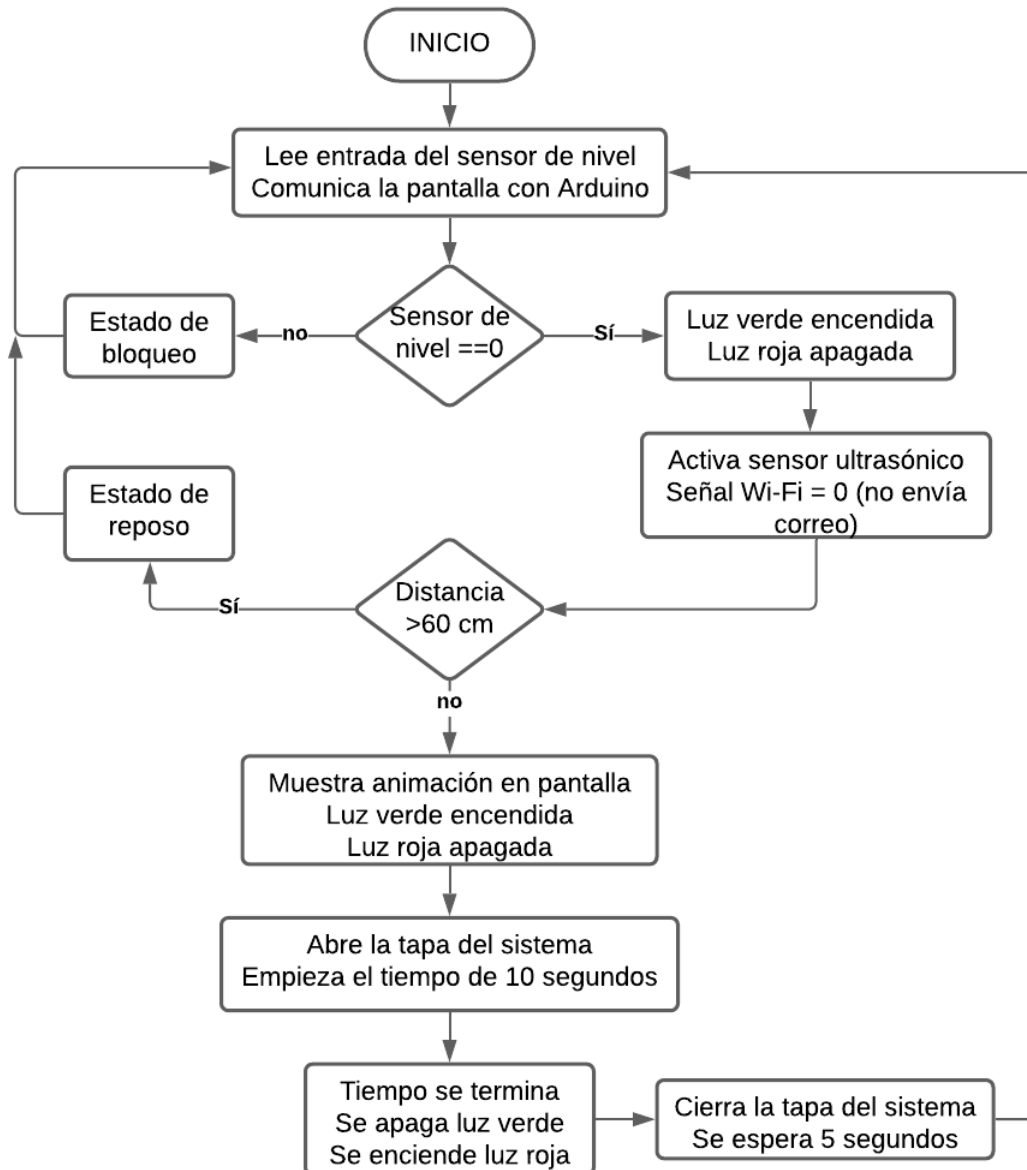 INICIO
Lee entrada del sensor de nivel
Comunica la pantalla con Arduino
Estado de
bloqueo
no
Sensor de
nivel ==0
Sí
Luz verde encendida
Luz roja apagada
Activa sensor ultrasónico
Señal Wi-Fi = 0 (no envía
correo)
Estado de
reposo
Sí
Distancia
>60 cm
no
Muestra animación en pantalla
Luz verde encendida
Luz roja apagada
Abre la tapa del sistema
Empieza el tiempo de 10 segundos
Tiempo se termina
Se apaga luz verde
Se enciende luz roja
Cierra la tapa del sistema
Se espera 5 segundos